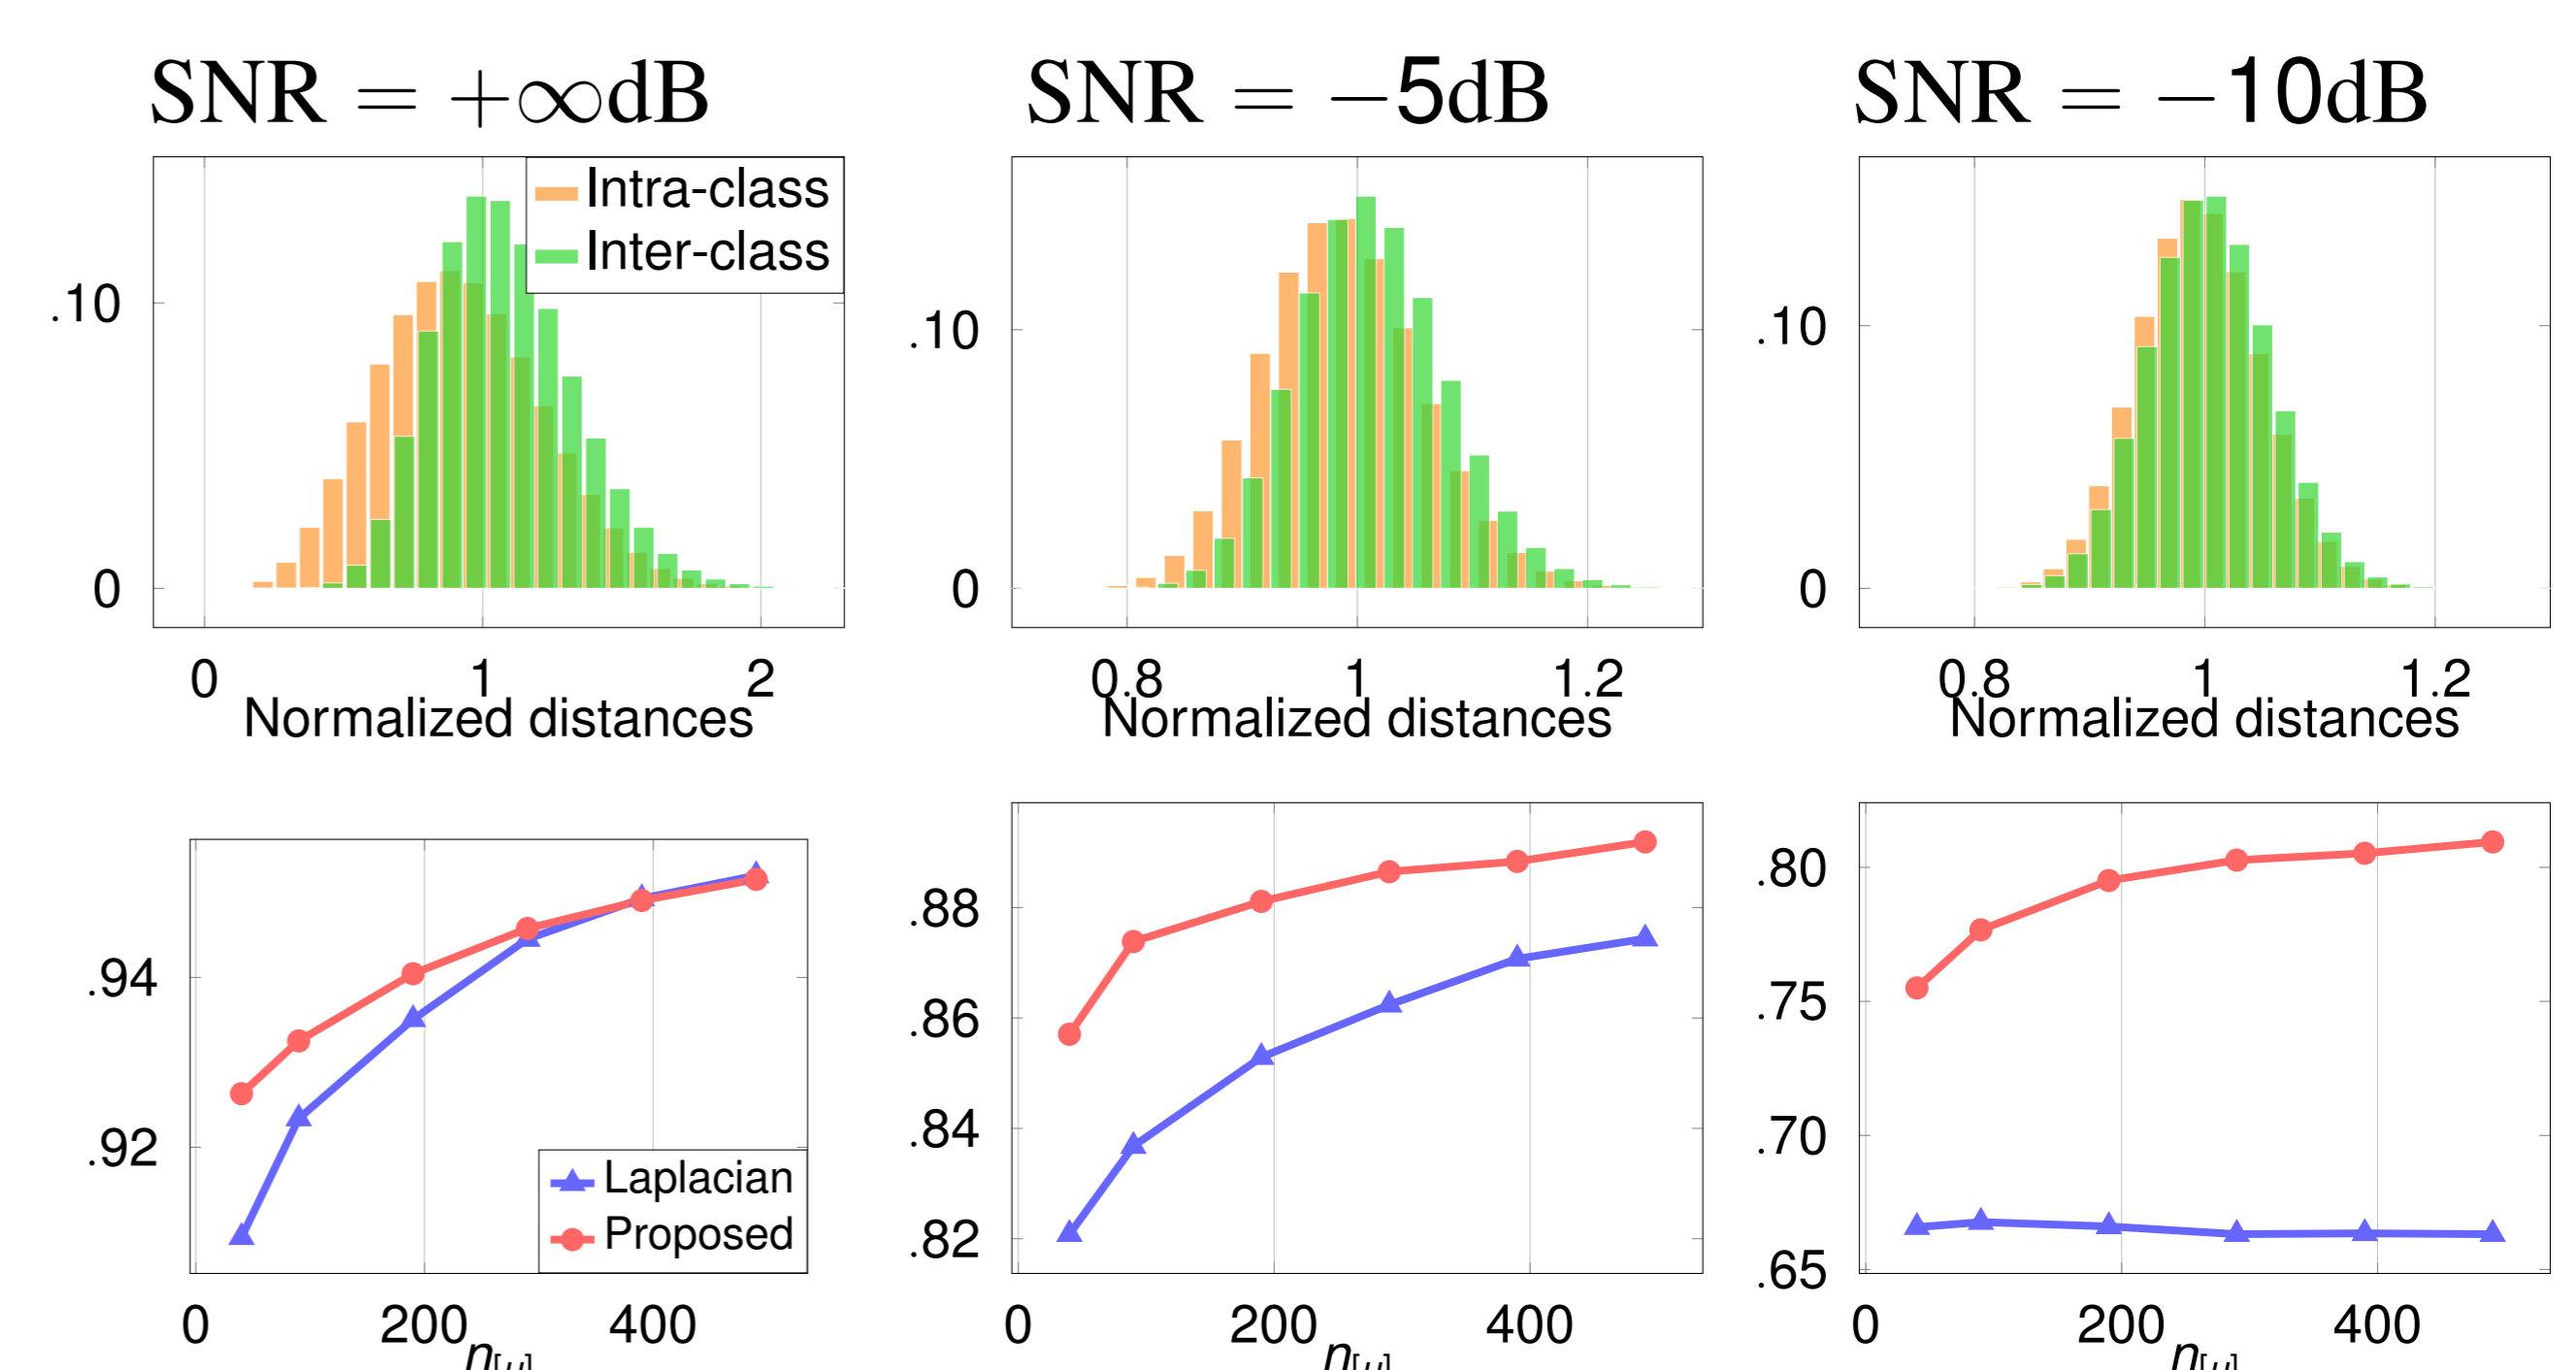 SNR = +∞dB
SNR = −5dB
SNR = −10dB
Intra-class
Inter-class
.10
0
0 1 2
Normalized distances
.10
0
0.8 1 1.2
Normalized distances
.10
0
0.8 1 1.2
Normalized distances
.94
.92
Laplacian
Proposed
0 200 400
.88
.86
.84
.82
0 200 400
.80
.75
.70
.65
0 200 400